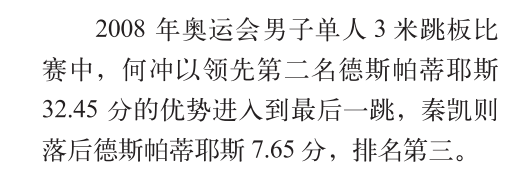 2008 年奥运会男子单人 3 米跳板比
赛中，何冲以领先第二名德斯帕蒂耶斯
32.45 分的优势进入到最后一跳，秦凯则
落后德斯帕蒂耶斯 7.65 分，排名第三。